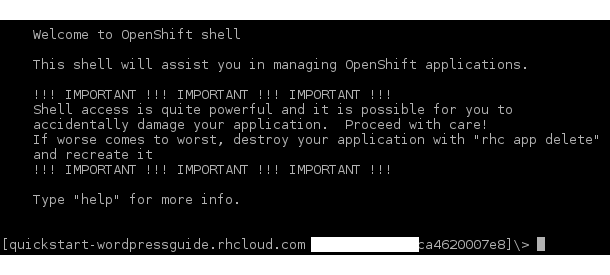 Welcome to OpenShift shell
This shell will assist you in managing OpenShift applications.
!!! IMPORTANT !!! IMPORTANT !!! IMPORTANT !!!
Shell access is quite powerful and it is possible for you to
accidentally damage your application.  Proceed with care!
If worse comes to worst, destroy your application with "rhc app delete"
and recreate it
!!! IMPORTANT !!! IMPORTANT !!! IMPORTANT !!!
Type "help" for more info.
[quickstart-wordpressguide.rhcloud.com ca4620007e8]\>